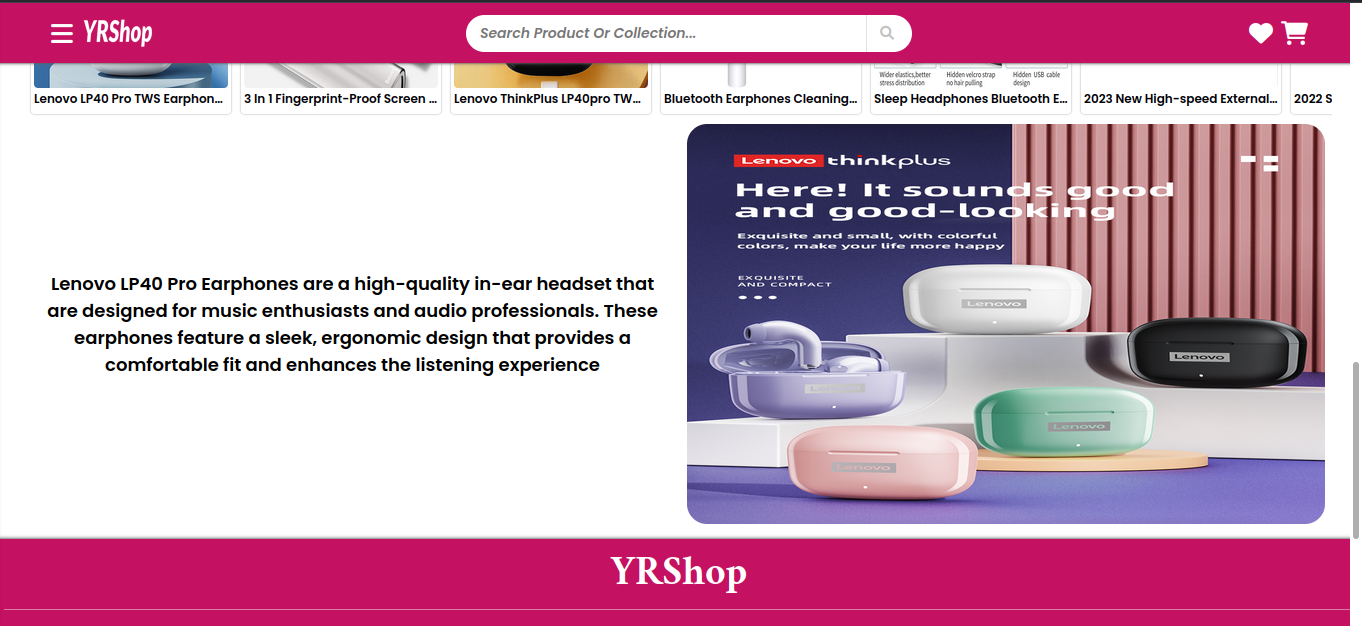 YRShop
Search Product Or Collection...
Wider elastics,better
stress distribution
Hidden velcro strap
no hair pulling
Hidden USB cable
design
Lenovo LP40 Pro TWS Earphon...
3 In 1 Fingerprint-Proof Screen ...
Lenovo ThinkPlus LP40pro TW...
Bluetooth Earphones Cleaning...
Sleep Headphones Bluetooth E...
2023 New High-speed External...
2022 S
Lenovo LP40 Pro Earphones are a high-quality in-ear headset that
are designed for music enthusiasts and audio professionals. These
earphones feature a sleek, ergonomic design that provides a
comfortable fit and enhances the listening experience
Lenovo thinkplus
Here! It sounds good
and good-looking
Exquisite and small, with colorful
colors, make your life more happy
EXQUISITE
AND COMPACT
Lenovo
Lenovo
Lenovo
Lenovo
Lenovo
YRShop